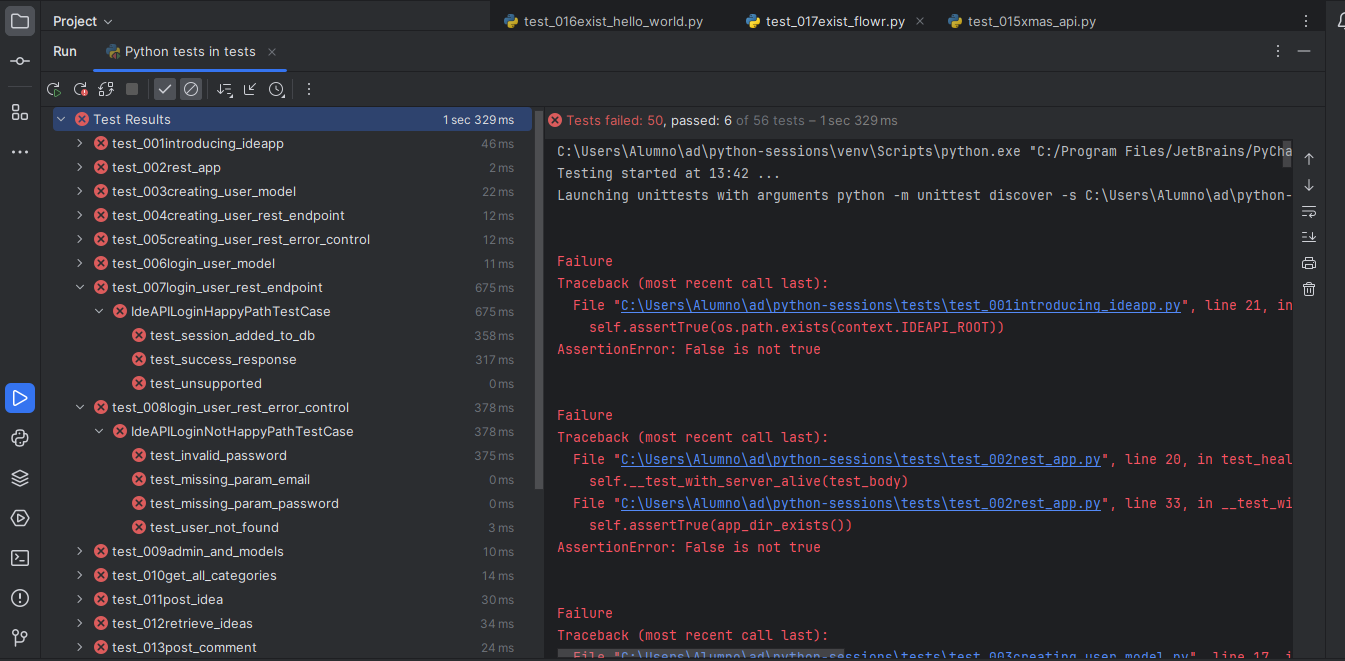 Project
test_016exist_hello_world.py
test_017exist_flowr.py
test_015xmas_api.py
Run
Python tests in tests
Test Results 1 sec 329 ms
test_001introducing_ideapp 46 ms
test_002rest_app 2 ms
test_003creating_user_model 22 ms
test_004creating_user_rest_endpoint 12 ms
test_005creating_user_rest_error_control 12 ms
test_006login_user_model 11 ms
test_007login_user_rest_endpoint 675 ms
IdeAPILoginHappyPathTestCase 675 ms
test_session_added_to_db 358 ms
test_success_response 317 ms
test_unsupported 0 ms
test_008login_user_rest_error_control 378 ms
IdeAPILoginNotHappyPathTestCase 378 ms
test_invalid_password 375 ms
test_missing_param_email 0 ms
test_missing_param_password 0 ms
test_user_not_found 3 ms
test_009admin_and_models 10 ms
test_010get_all_categories 14 ms
test_011post_idea 30 ms
test_012retrieve_ideas 34 ms
test_013post_comment 24 ms
Tests failed: 50, passed: 6 of 56 tests – 1 sec 329 ms
C:\Users\Alumno\ad\python-sessions\venv\Scripts\python.exe "C:/Program Files/JetBrains/PyCha
Testing started at 13:42 ...
Launching unittests with arguments python -m unittest discover -s C:\Users\Alumno\ad\python-
Failure
Traceback (most recent call last):
File "C:\Users\Alumno\ad\python-sessions\tests\test_001introducing_ideapp.py", line 21, in
self.assertTrue(os.path.exists(context.IDEAPI_ROOT))
AssertionError: False is not true
Failure
Traceback (most recent call last):
File "C:\Users\Alumno\ad\python-sessions\tests\test_002rest_app.py", line 20, in test_heal
self.__test_with_server_alive(test_body)
File "C:\Users\Alumno\ad\python-sessions\tests\test_002rest_app.py", line 33, in __test_wi
self.assertTrue(app_dir_exists())
AssertionError: False is not true
Failure
Traceback (most recent call last):
File "C:\Users\Alumno\ad\python-sessions\tests\test_003creating_user_model.py", line 17, i